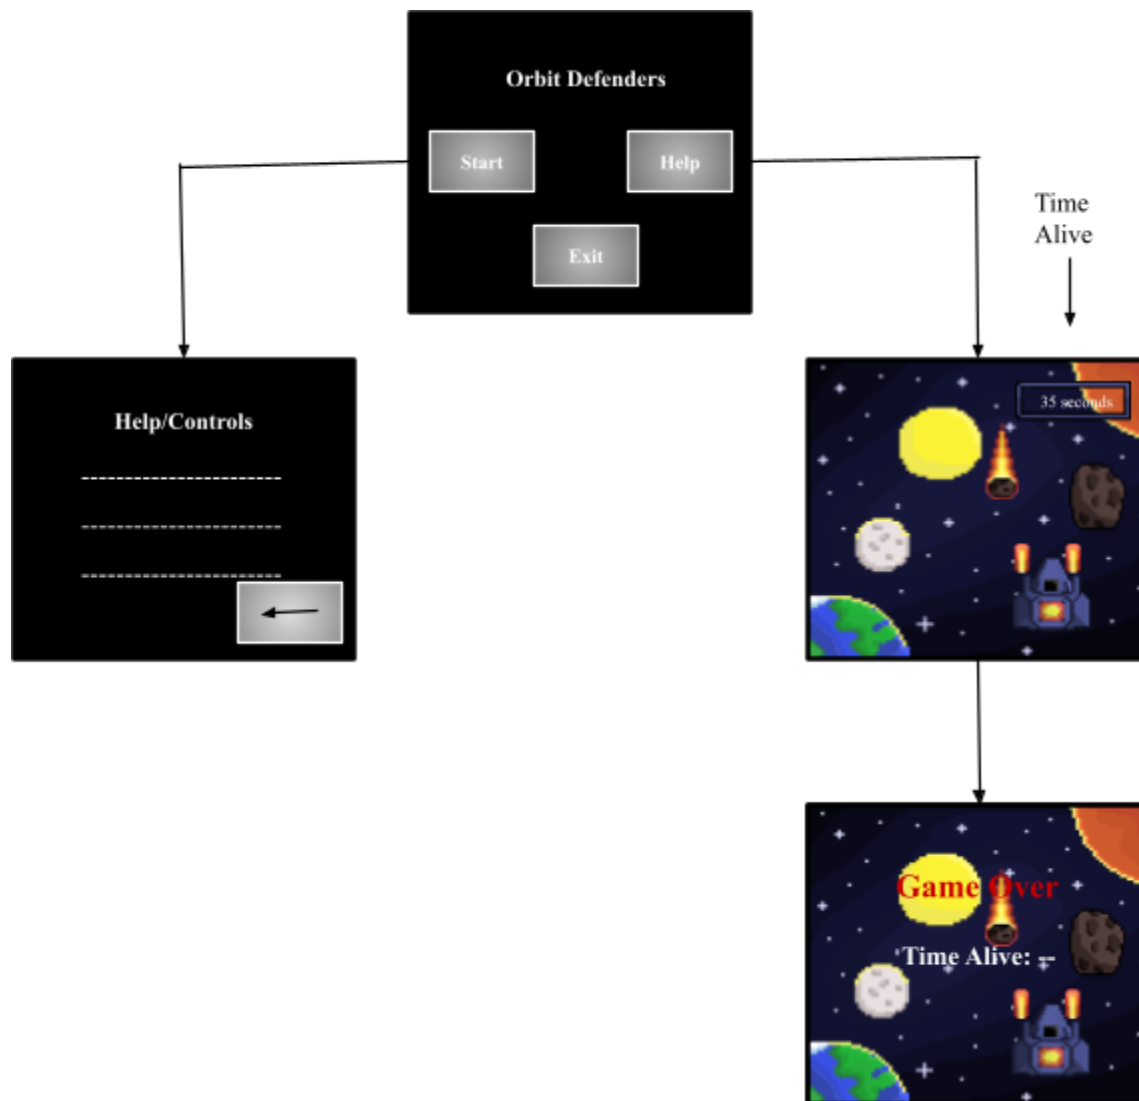 Orbit Defenders
Start
Help
Exit
Time
Alive
Help/Controls
------------------------
------------------------
------------------------
35 seconds
Game Over
Time Alive: --